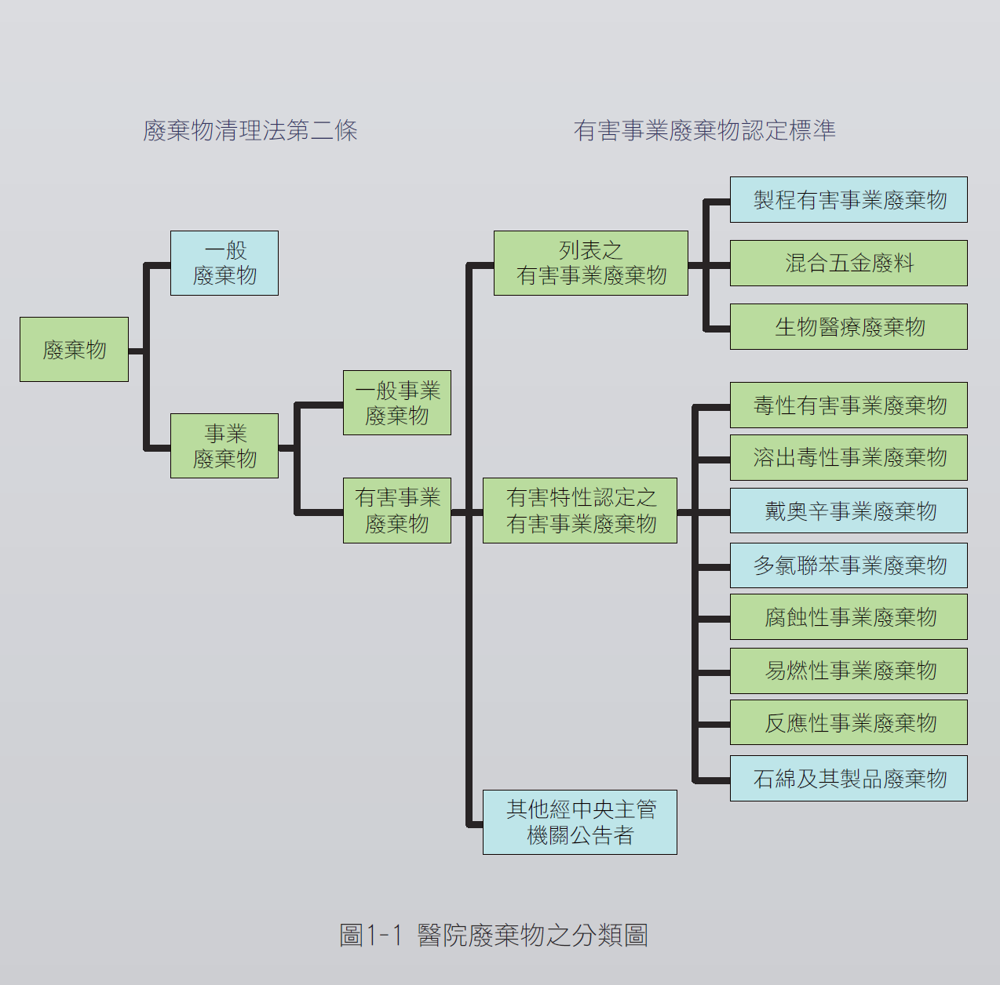 廢棄物清理法第二條
有害事業廢棄物認定標準
廢棄物
一般
廢棄物
事業
廢棄物
一般事業
廢棄物
有害事業
廢棄物
列表之
有害事業廢棄物
有害特性認定之
有害事業廢棄物
其他經中央主管
機關公告者
製程有害事業廢棄物
混合五金廢料
生物醫療廢棄物
毒性有害事業廢棄物
溶出毒性事業廢棄物
戴奧辛事業廢棄物
多氯聯苯事業廢棄物
腐蝕性事業廢棄物
易燃性事業廢棄物
反應性事業廢棄物
石綿及其製品廢棄物
圖1-1 醫院廢棄物之分類圖